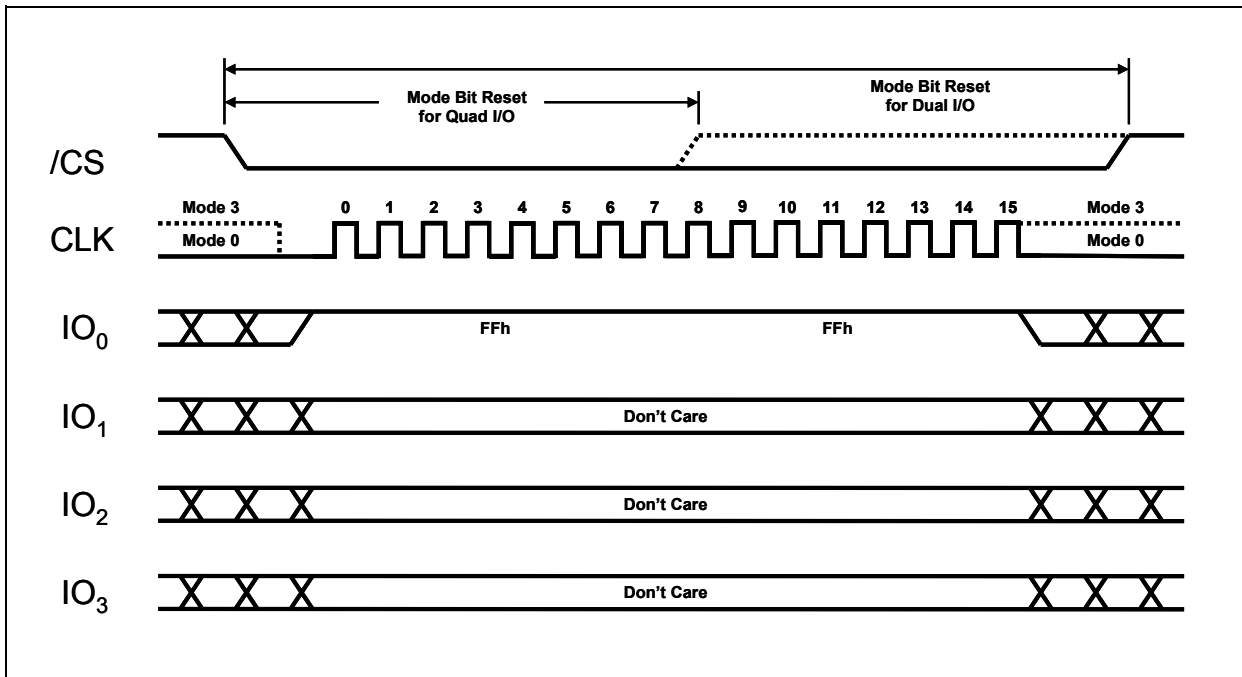 Mode Bit Reset
for Quad I/O
Mode Bit Reset
for Dual I/O
/CS
Mode 3
0 1 2 3 4 5 6 7 8 9 10 11 12 13 14 15
Mode 3
CLK
Mode 0
Mode 0
IO0
FFh
FFh
IO1
Don't Care
IO2
Don't Care
IO3
Don't Care